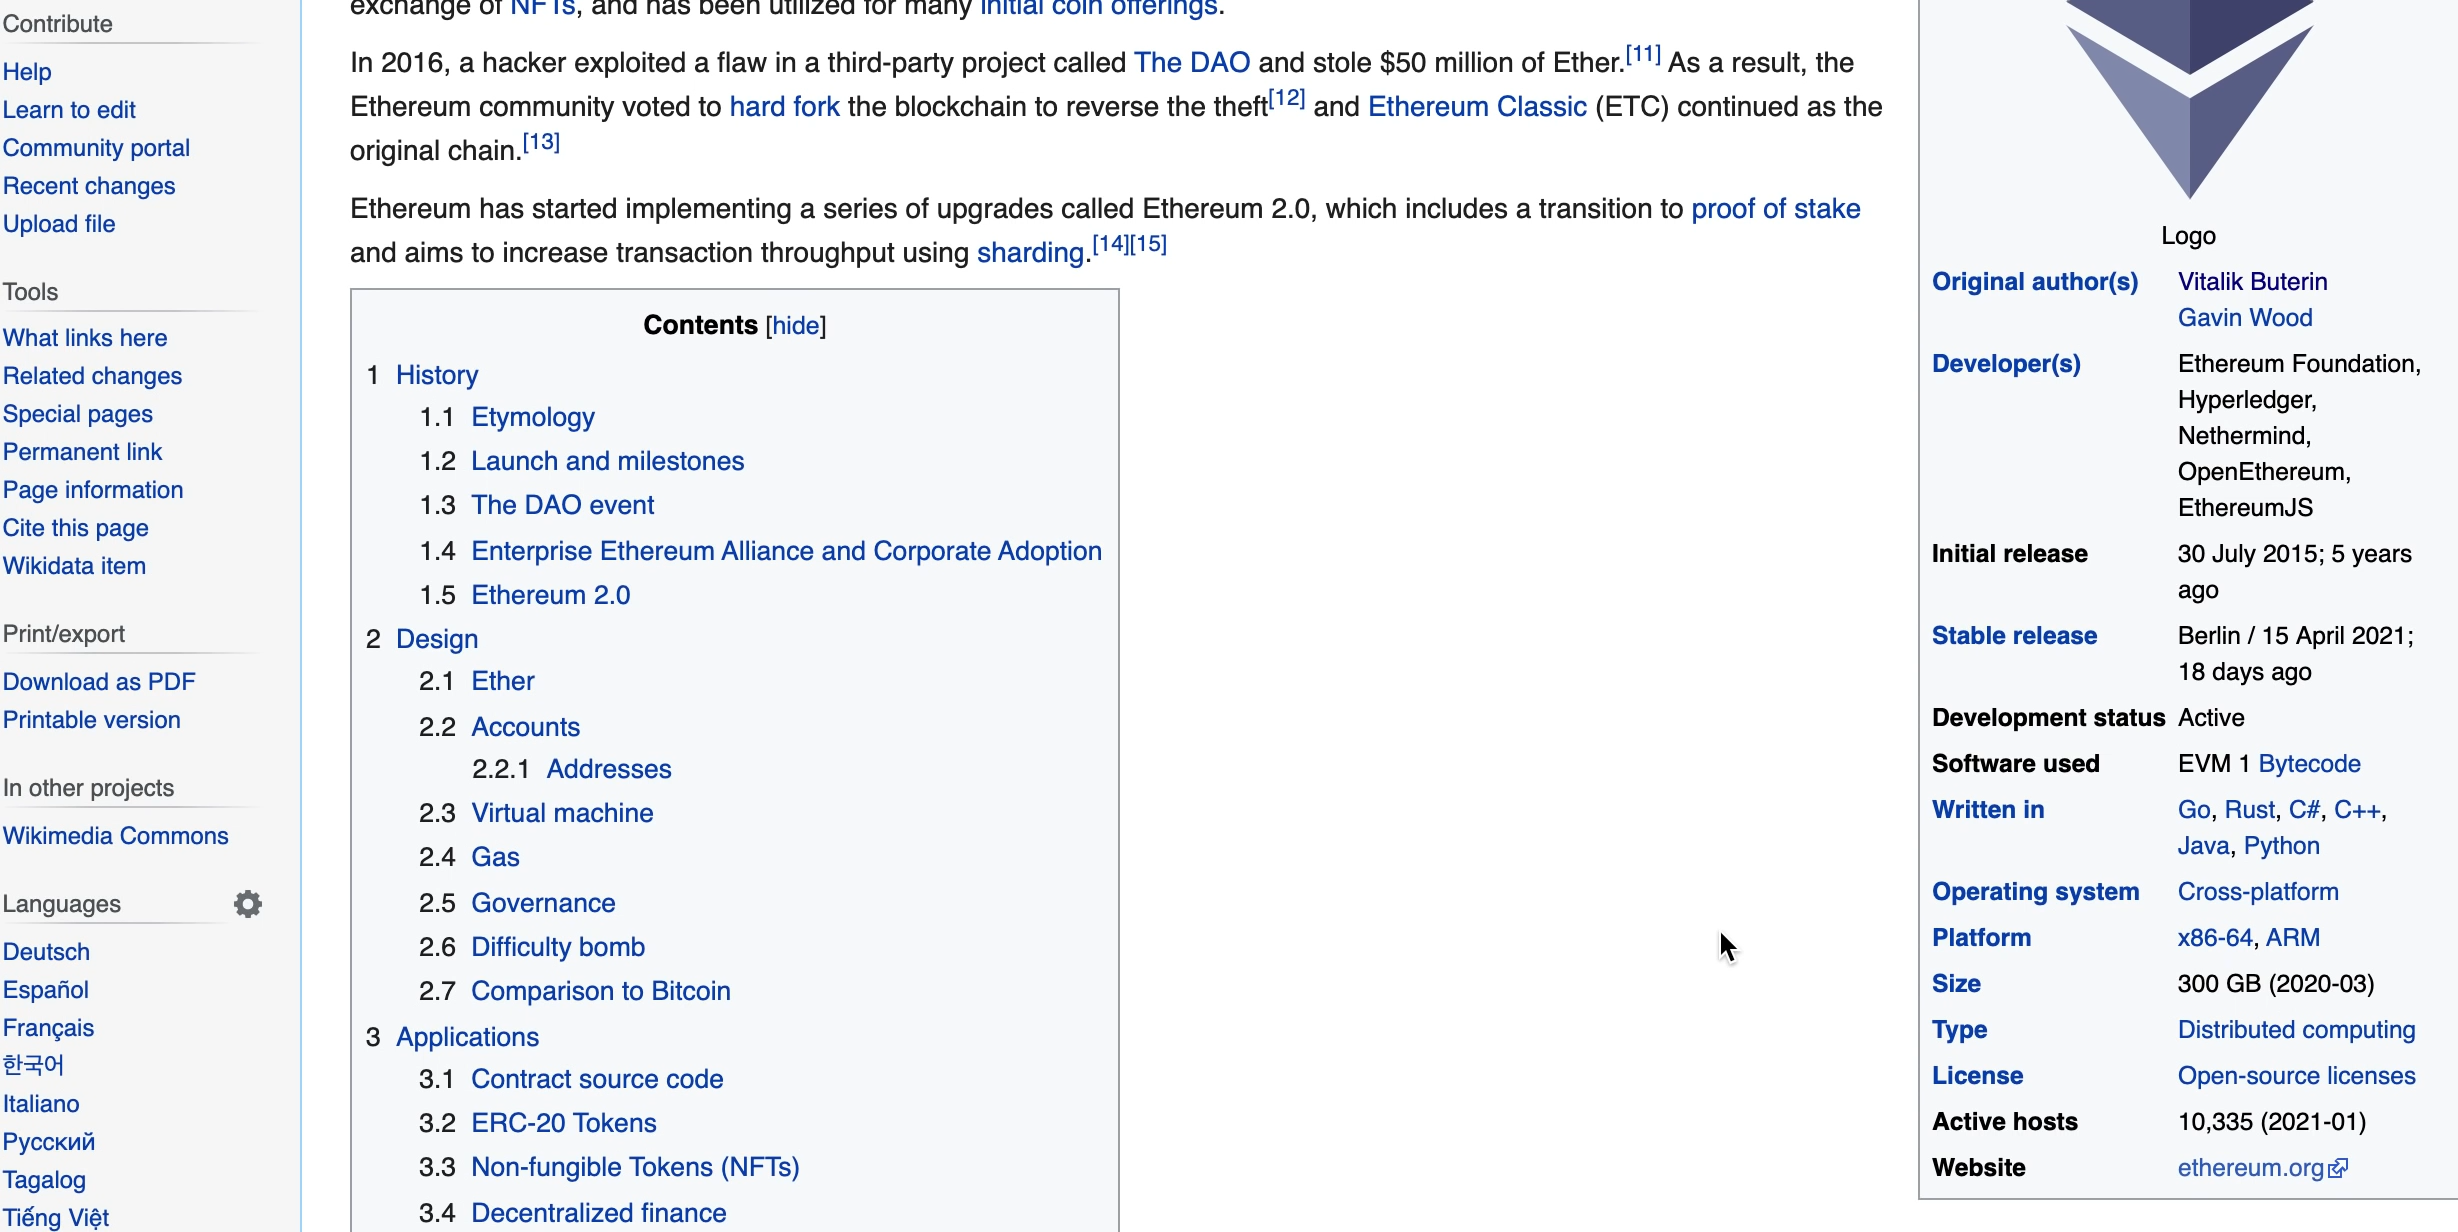 Contribute
Help
Learn to edit
Community portal
Recent changes
Upload file
Tools
What links here
Related changes
Special pages
Permanent link
Page information
Cite this page
Wikidata item
Print/export
Download as PDF
Printable version
In other projects
Wikimedia Commons
Languages
Deutsch
Español
Français
한국어
Italiano
Русский
Tagalog
Tiếng Việt
exchange of NFTs, and has been utilized for many initial coin offerings.
In 2016, a hacker exploited a flaw in a third-party project called The DAO and stole $50 million of Ether.[11] As a result, the
Ethereum community voted to hard fork the blockchain to reverse the theft[12] and Ethereum Classic (ETC) continued as the
original chain.[13]
Ethereum has started implementing a series of upgrades called Ethereum 2.0, which includes a transition to proof of stake
and aims to increase transaction throughput using sharding.[14][15]
Contents [hide]
1 History
1.1 Etymology
1.2 Launch and milestones
1.3 The DAO event
1.4 Enterprise Ethereum Alliance and Corporate Adoption
1.5 Ethereum 2.0
2 Design
2.1 Ether
2.2 Accounts
2.2.1 Addresses
2.3 Virtual machine
2.4 Gas
2.5 Governance
2.6 Difficulty bomb
2.7 Comparison to Bitcoin
3 Applications
3.1 Contract source code
3.2 ERC-20 Tokens
3.3 Non-fungible Tokens (NFTs)
3.4 Decentralized finance
Logo
Original author(s) Vitalik Buterin
Gavin Wood
Developer(s) Ethereum Foundation,
Hyperledger,
Nethermind,
OpenEthereum,
EthereumJS
Initial release 30 July 2015; 5 years
ago
Stable release Berlin / 15 April 2021;
18 days ago
Development status Active
Software used EVM 1 Bytecode
Written in Go, Rust, C#, C++,
Java, Python
Operating system Cross-platform
Platform x86-64, ARM
Size 300 GB (2020-03)
Type Distributed computing
License Open-source licenses
Active hosts 10,335 (2021-01)
Website ethereum.org